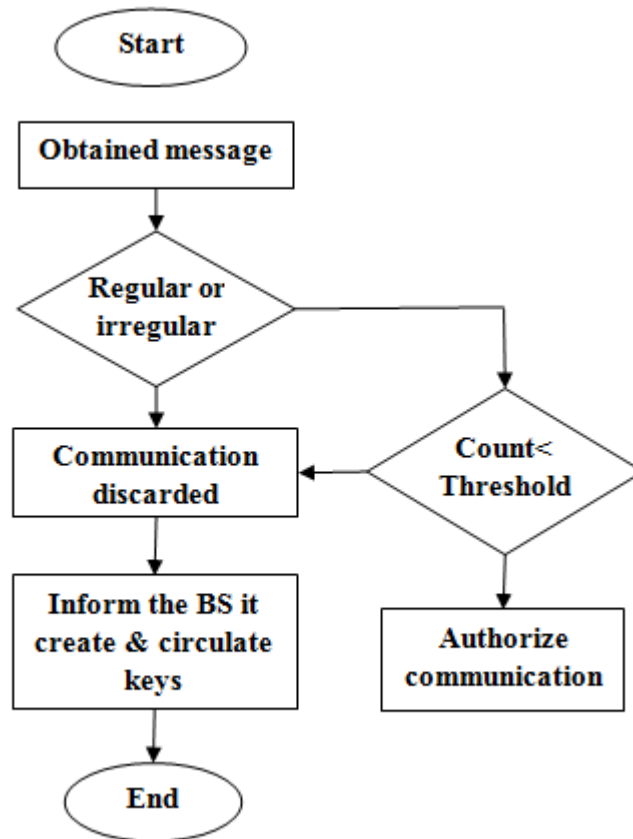 Start
Obtained message
Regular or
irregular
Communication
discarded
Count<
Threshold
Inform the BS it
create & circulate
keys
Authorize
communication
End